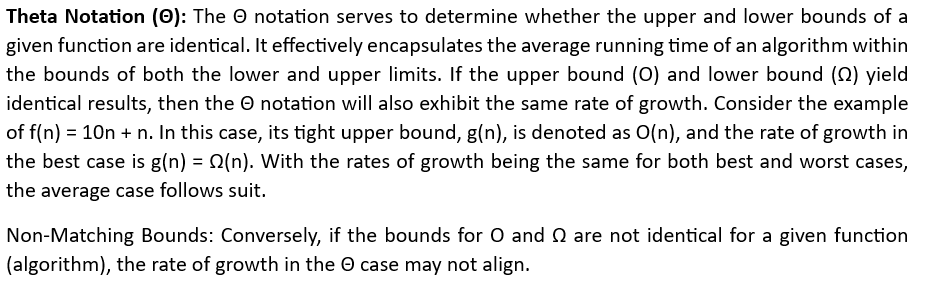 Theta Notation (Θ): The Θ notation serves to determine whether the upper and lower bounds of a
given function are identical. It effectively encapsulates the average running time of an algorithm within
the bounds of both the lower and upper limits. If the upper bound (O) and lower bound (Ω) yield
identical results, then the Θ notation will also exhibit the same rate of growth. Consider the example
of f(n) = 10n + n. In this case, its tight upper bound, g(n), is denoted as O(n), and the rate of growth in
the best case is g(n) = Ω(n). With the rates of growth being the same for both best and worst cases,
the average case follows suit.
Non-Matching Bounds: Conversely, if the bounds for O and Ω are not identical for a given function
(algorithm), the rate of growth in the Θ case may not align.